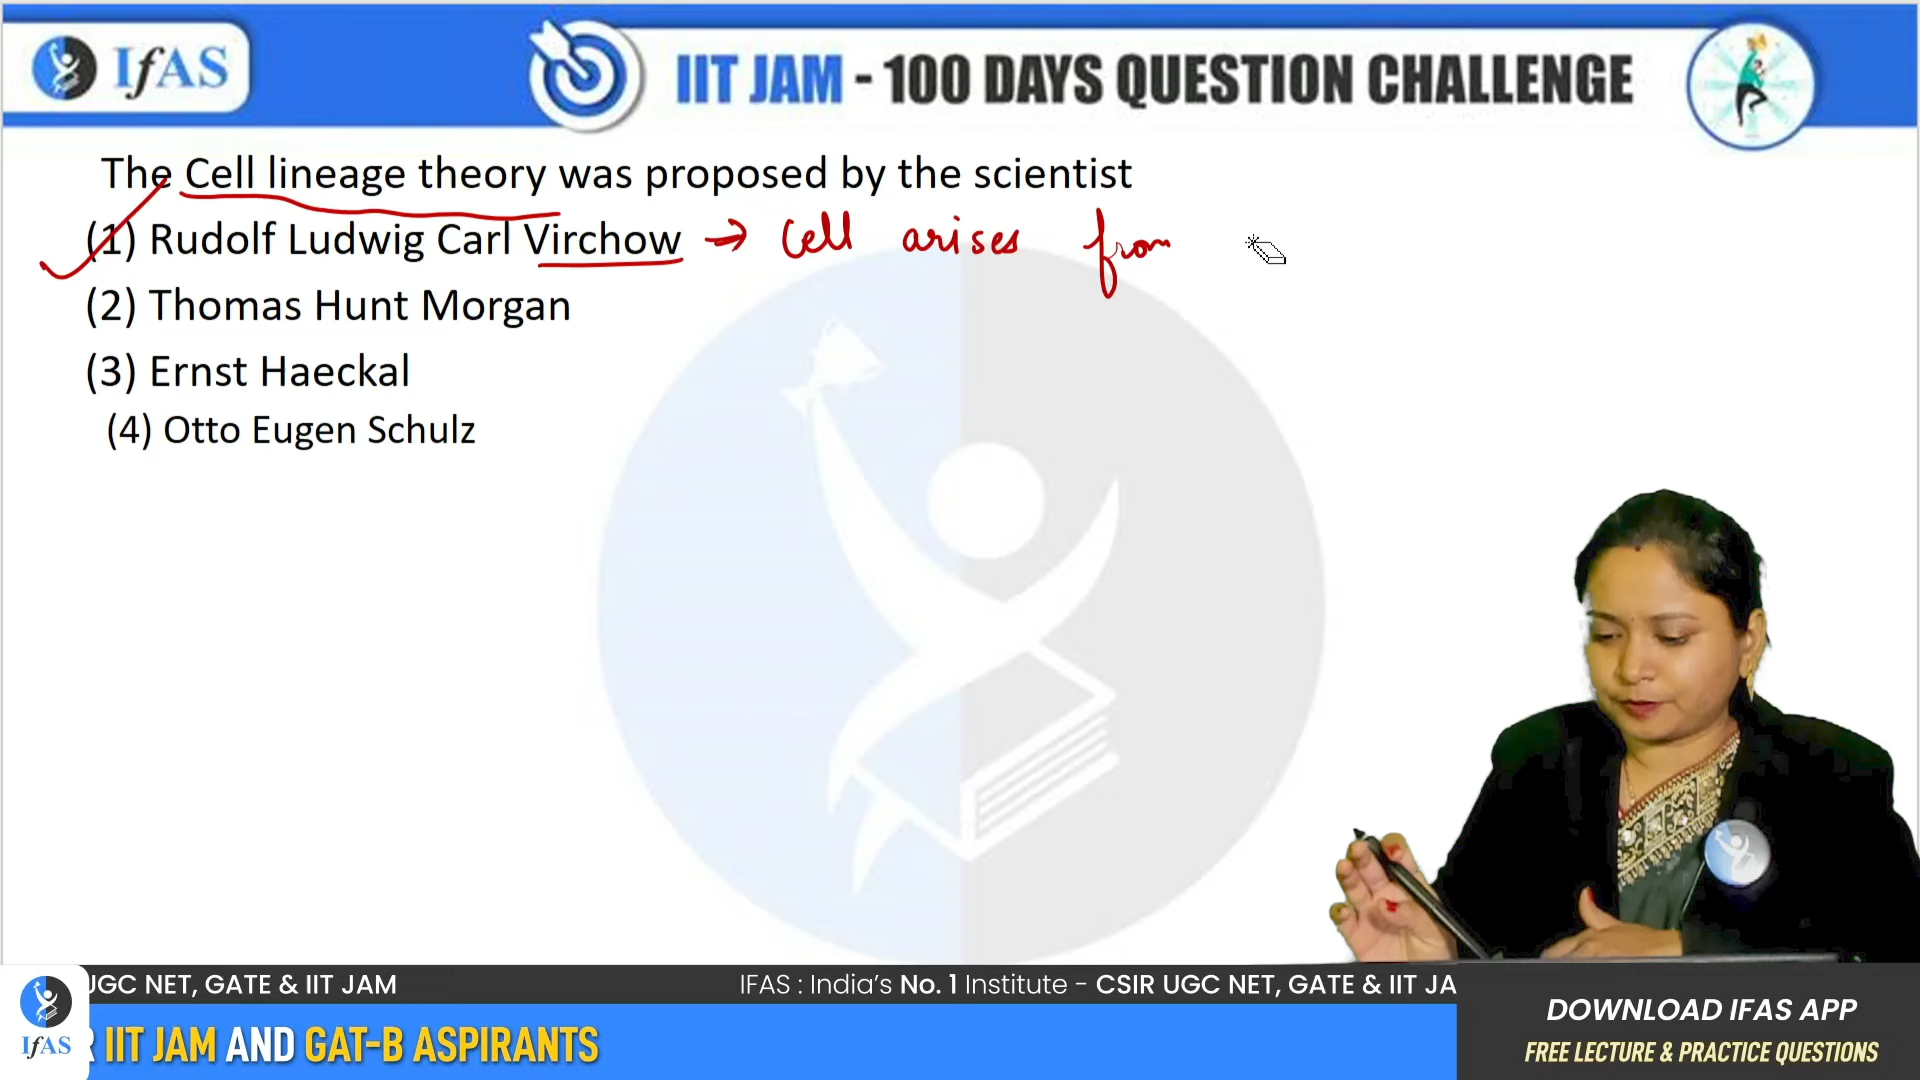 IfAS
IIT JAM - 100 DAYS QUESTION CHALLENGE
The Cell lineage theory was proposed by the scientist
(1) Rudolf Ludwig Carl Virchow → Cell arises from
(2) Thomas Hunt Morgan
(3) Ernst Haeckal
(4) Otto Eugen Schulz
UGC NET, GATE & IIT JAM IFAS : India's No. 1 Institute - CSIR UGC NET, GATE & IIT JA
IfAS
R IIT JAM AND GAT-B ASPIRANTS
DOWNLOAD IFAS APP
FREE LECTURE & PRACTICE QUESTIONS